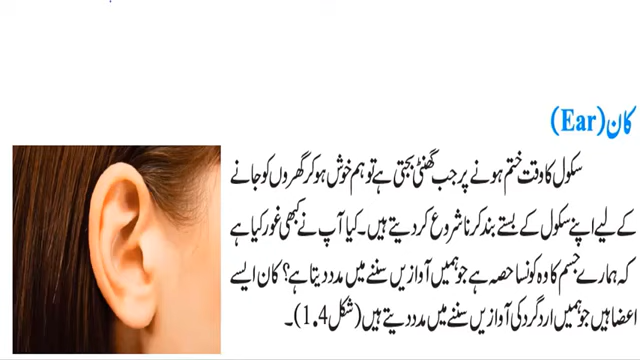 کان (Ear)
سکول کا وقت ختم ہونے پر جب گھنٹی بجتی ہے تو ہم خوش ہو کر گھروں کو جانے
کے لیے اپنے سکول کے بستے بند کرنا شروع کر دیتے ہیں۔ کیا آپ نے کبھی غور کیا ہے
کہ ہمارے جسم کا وہ کونسا حصہ ہے جو ہمیں آوازیں سننے میں مدد دیتا ہے؟ کان ایسے
اعضا ہیں جو ہمیں ارد گرد کی آوازیں سننے میں مدد دیتے ہیں (شکل 1.4)۔